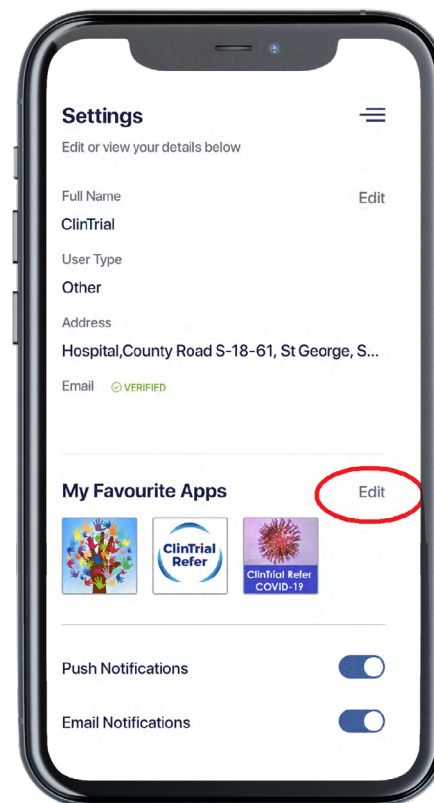 Settings
Edit or view your details below
Full Name Edit
ClinTrial
User Type
Other
Address
Hospital,County Road S-18-61, St George, S...
Email VERIFIED
My Favourite Apps Edit
ClinTrial
Refer
ClinTrial Refer
COVID-19
Push Notifications
Email Notifications